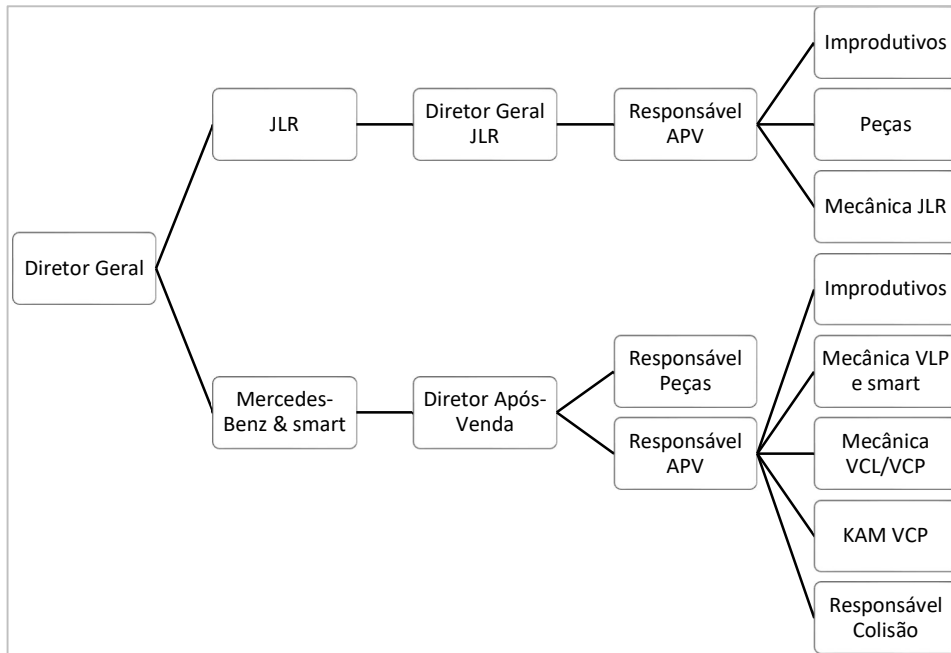 Improdutivos
JLR
Diretor Geral
JLR
Responsável
APV
Peças
Mecânica JLR
Diretor Geral
Improdutivos
Mercedes-
Benz & smart
Diretor Após-
Venda
Responsável
Peças
Responsável
APV
Mecânica VLP
e smart
Mecânica
VCL/VCP
KAM VCP
Responsável
Colisão